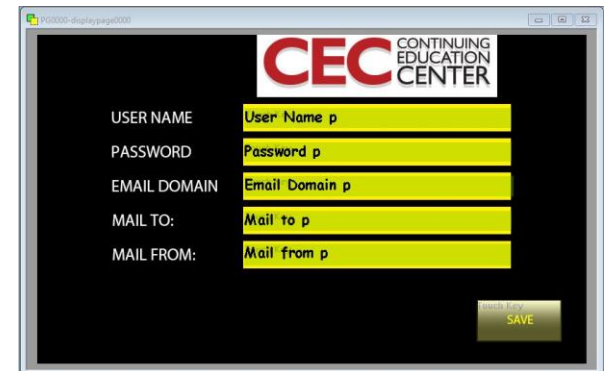 PG0000-displaypage0000
CEC CONTINUING
EDUCATION
CENTER
USER NAME User Name p
PASSWORD Password p
EMAIL DOMAIN Email Domain p
MAIL TO: Mail to p
MAIL FROM: Mail from p
Touch Key
SAVE